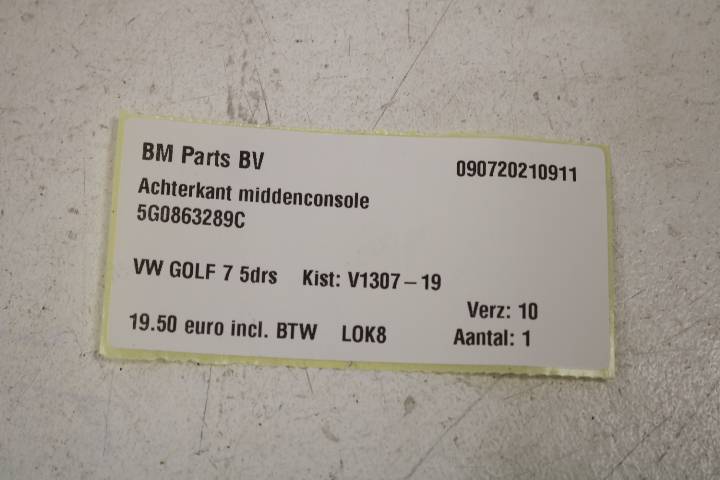 BM Parts BV 090720210911
Achterkant middenconsole
5G0863289C
VW GOLF 7 5drs Kist: V1307-19
Verz: 10
19.50 euro incl. BTW LOK8 Aantal: 1